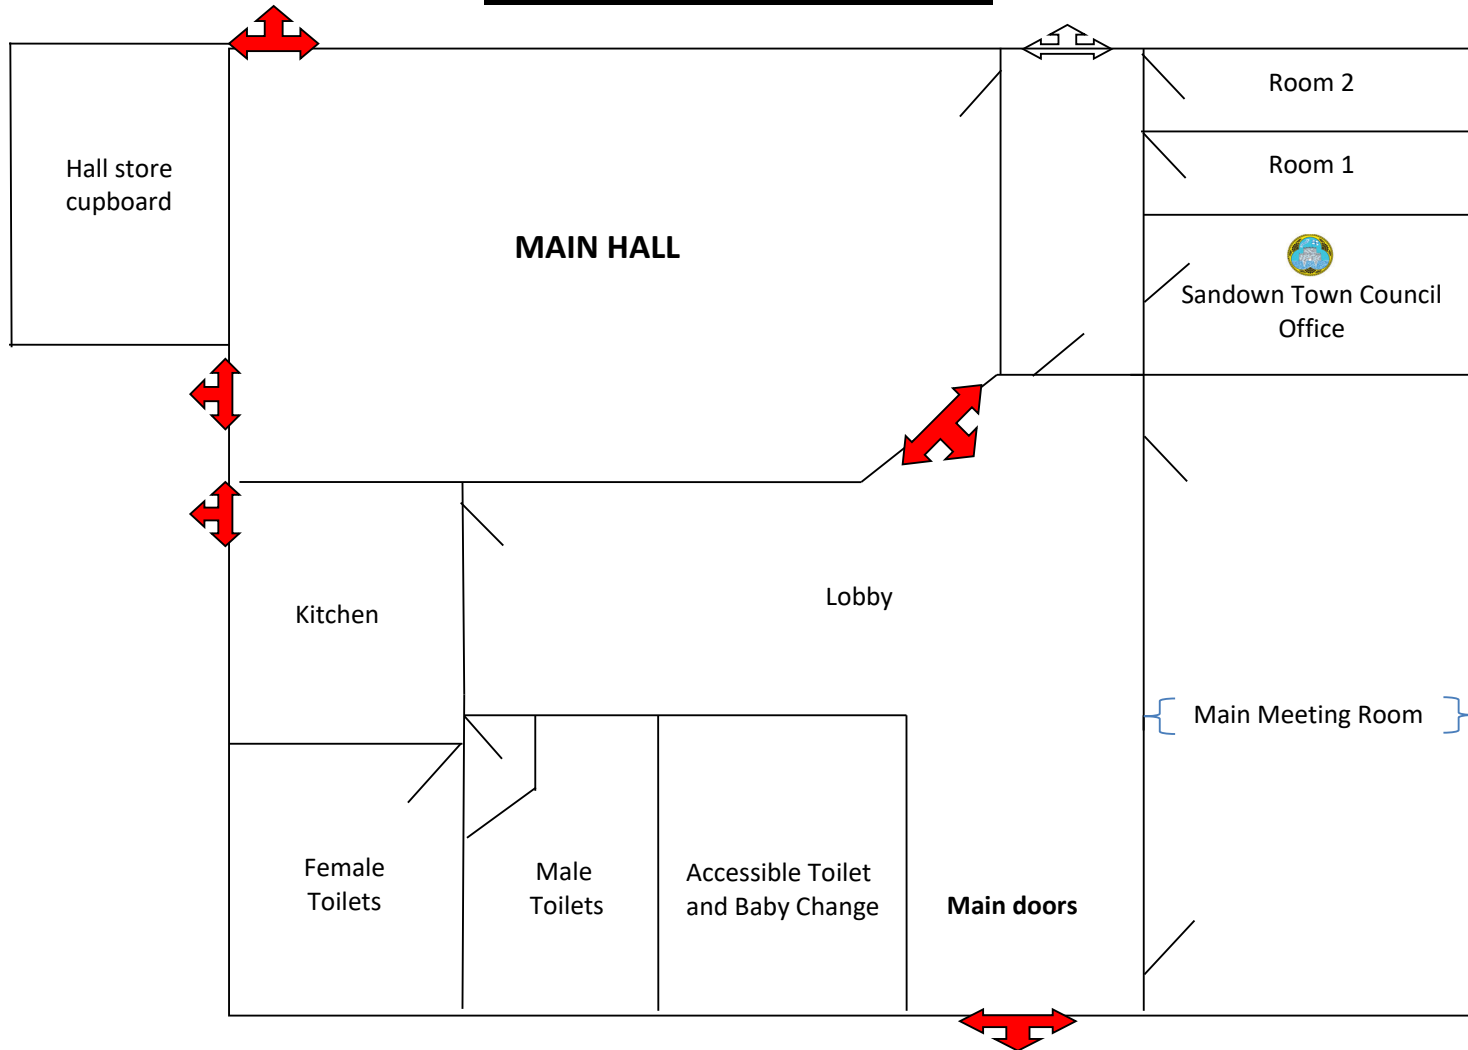 Room 2
Room 1
Hall store
cupboard
MAIN HALL
Sandown Town Council
Office
Kitchen
Lobby
Main Meeting Room
Female
Toilets
Male
Toilets
Accessible Toilet
and Baby Change
Main doors